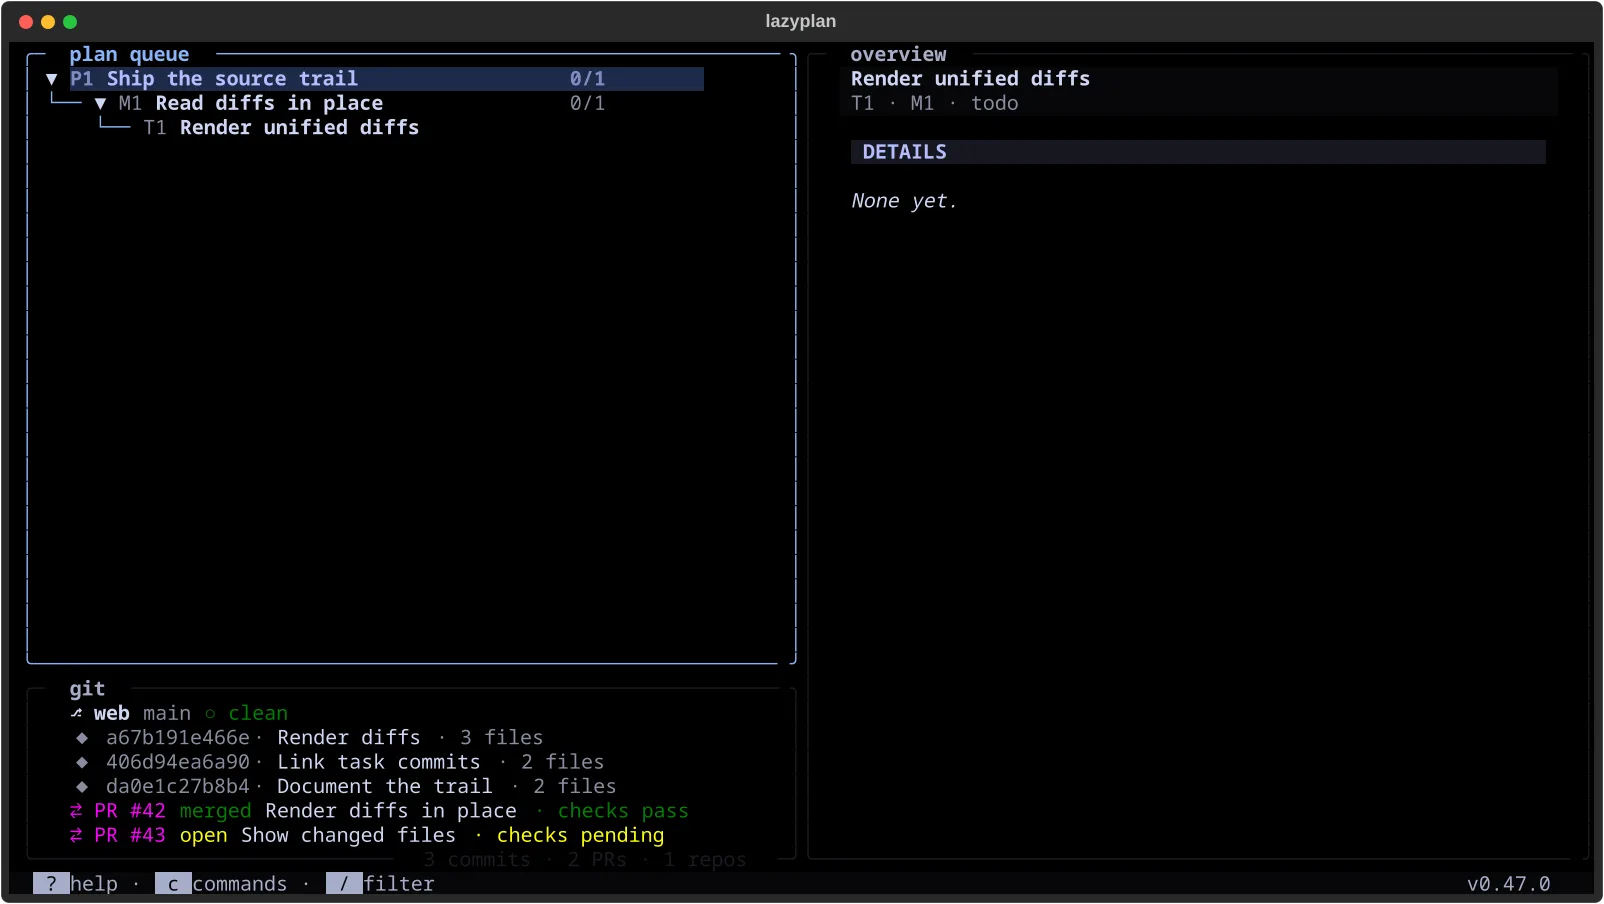 lazyplan
plan queue
▼ P1 Ship the source trail 0/1
▼ M1 Read diffs in place 0/1
T1 Render unified diffs
git
web main ○ clean
◆ a67b191e466e · Render diffs · 3 files
◆ 406d94ea6a90 · Link task commits · 2 files
◆ da0e1c27b8b4 · Document the trail · 2 files
⇄ PR #42 merged Render diffs in place · checks pass
⇄ PR #43 open Show changed files · checks pending
3 commits · 2 PRs · 1 repos
overview
Render unified diffs
T1 · M1 · todo
DETAILS
None yet.
? help · c commands · / filter
v0.47.0